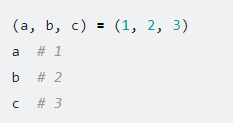 (a, b, c) = (1, 2, 3)
a  # 1
b  # 2
c  # 3